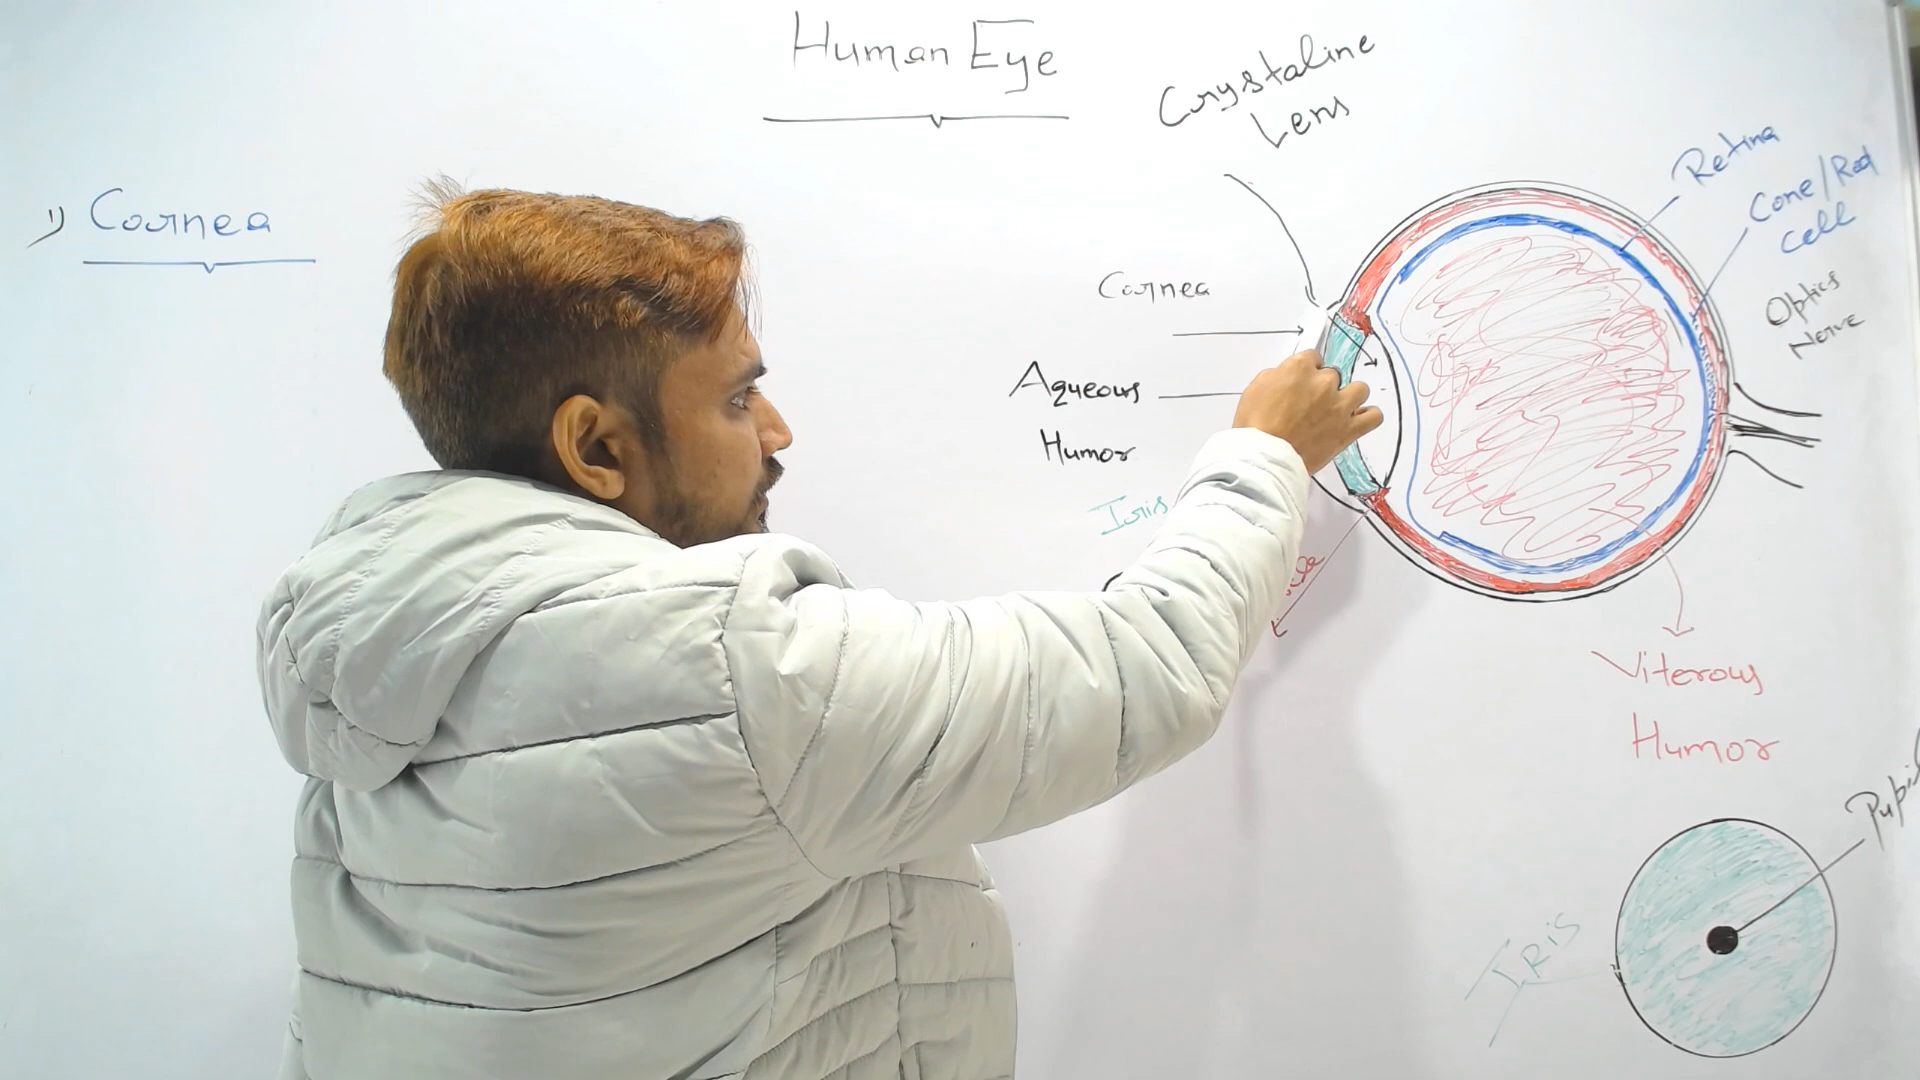 Human Eye
Crystaline
Lens
1) Cornea
Retina
Cone/Rod
Cell
Optics
Nerve
Cornea
Aqueous
Humor
Iris
Viterous
Humor
Pupil
IRIS